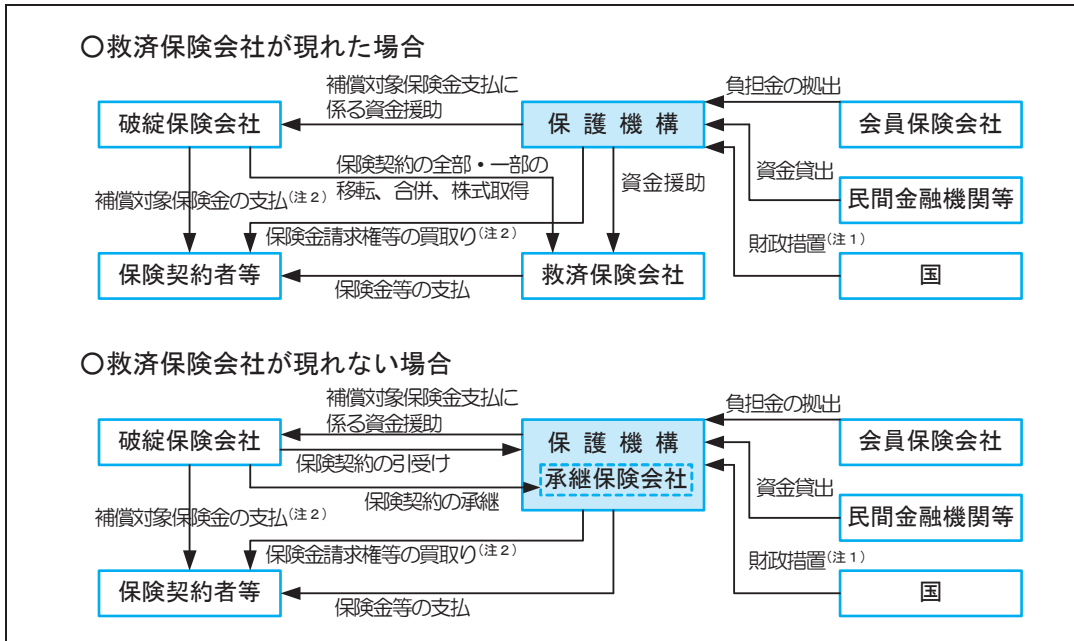 〇救済保険会社が現れた場合
補償対象保険金支払に
係る資金援助
負担金の拠出
破綻保険会社
保護機構
会員保険会社
保険契約の全部・一部の
移転、合併、株式取得
資金援助
資金貸出
補償対象保険金の支払(注2)
民間金融機関等
保険金請求権等の買取り(注2)
財政措置(注1)
保険契約者等
救済保険会社
国
保険金等の支払
〇救済保険会社が現れない場合
補償対象保険金支払に
係る資金援助
負担金の拠出
破綻保険会社
保護機構
会員保険会社
保険契約の引受け
承継保険会社
保険契約の承継
資金貸出
補償対象保険金の支払(注2)
民間金融機関等
保険金請求権等の買取り(注2)
財政措置(注1)
保険契約者等
国
保険金等の支払